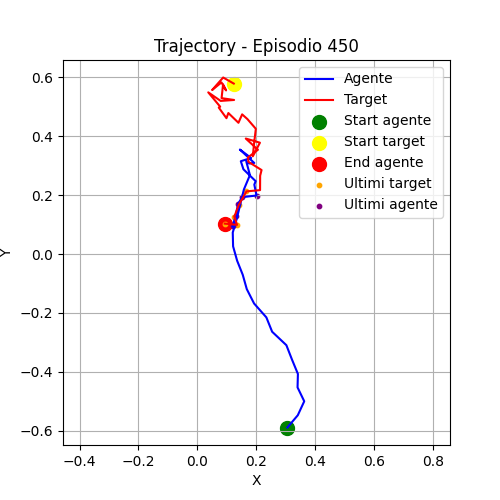 Trajectory - Episodio 450
Agente
Target
Start agente
Start target
End agente
Ultimi target
Ultimi agente
Y
0.6
0.4
0.2
0.0
−0.2
−0.4
−0.6
−0.4
−0.2
0.0
0.2
0.4
0.6
0.8
X